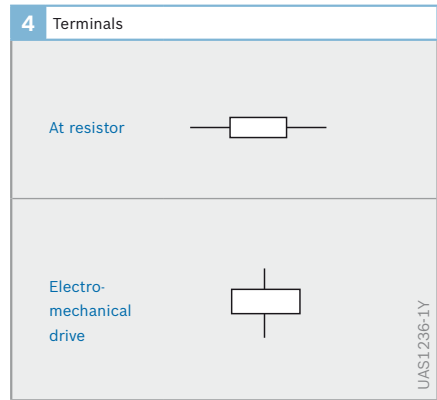 4 Terminals
At resistor
Electro-
mechanical
drive
UAS1236-1Y